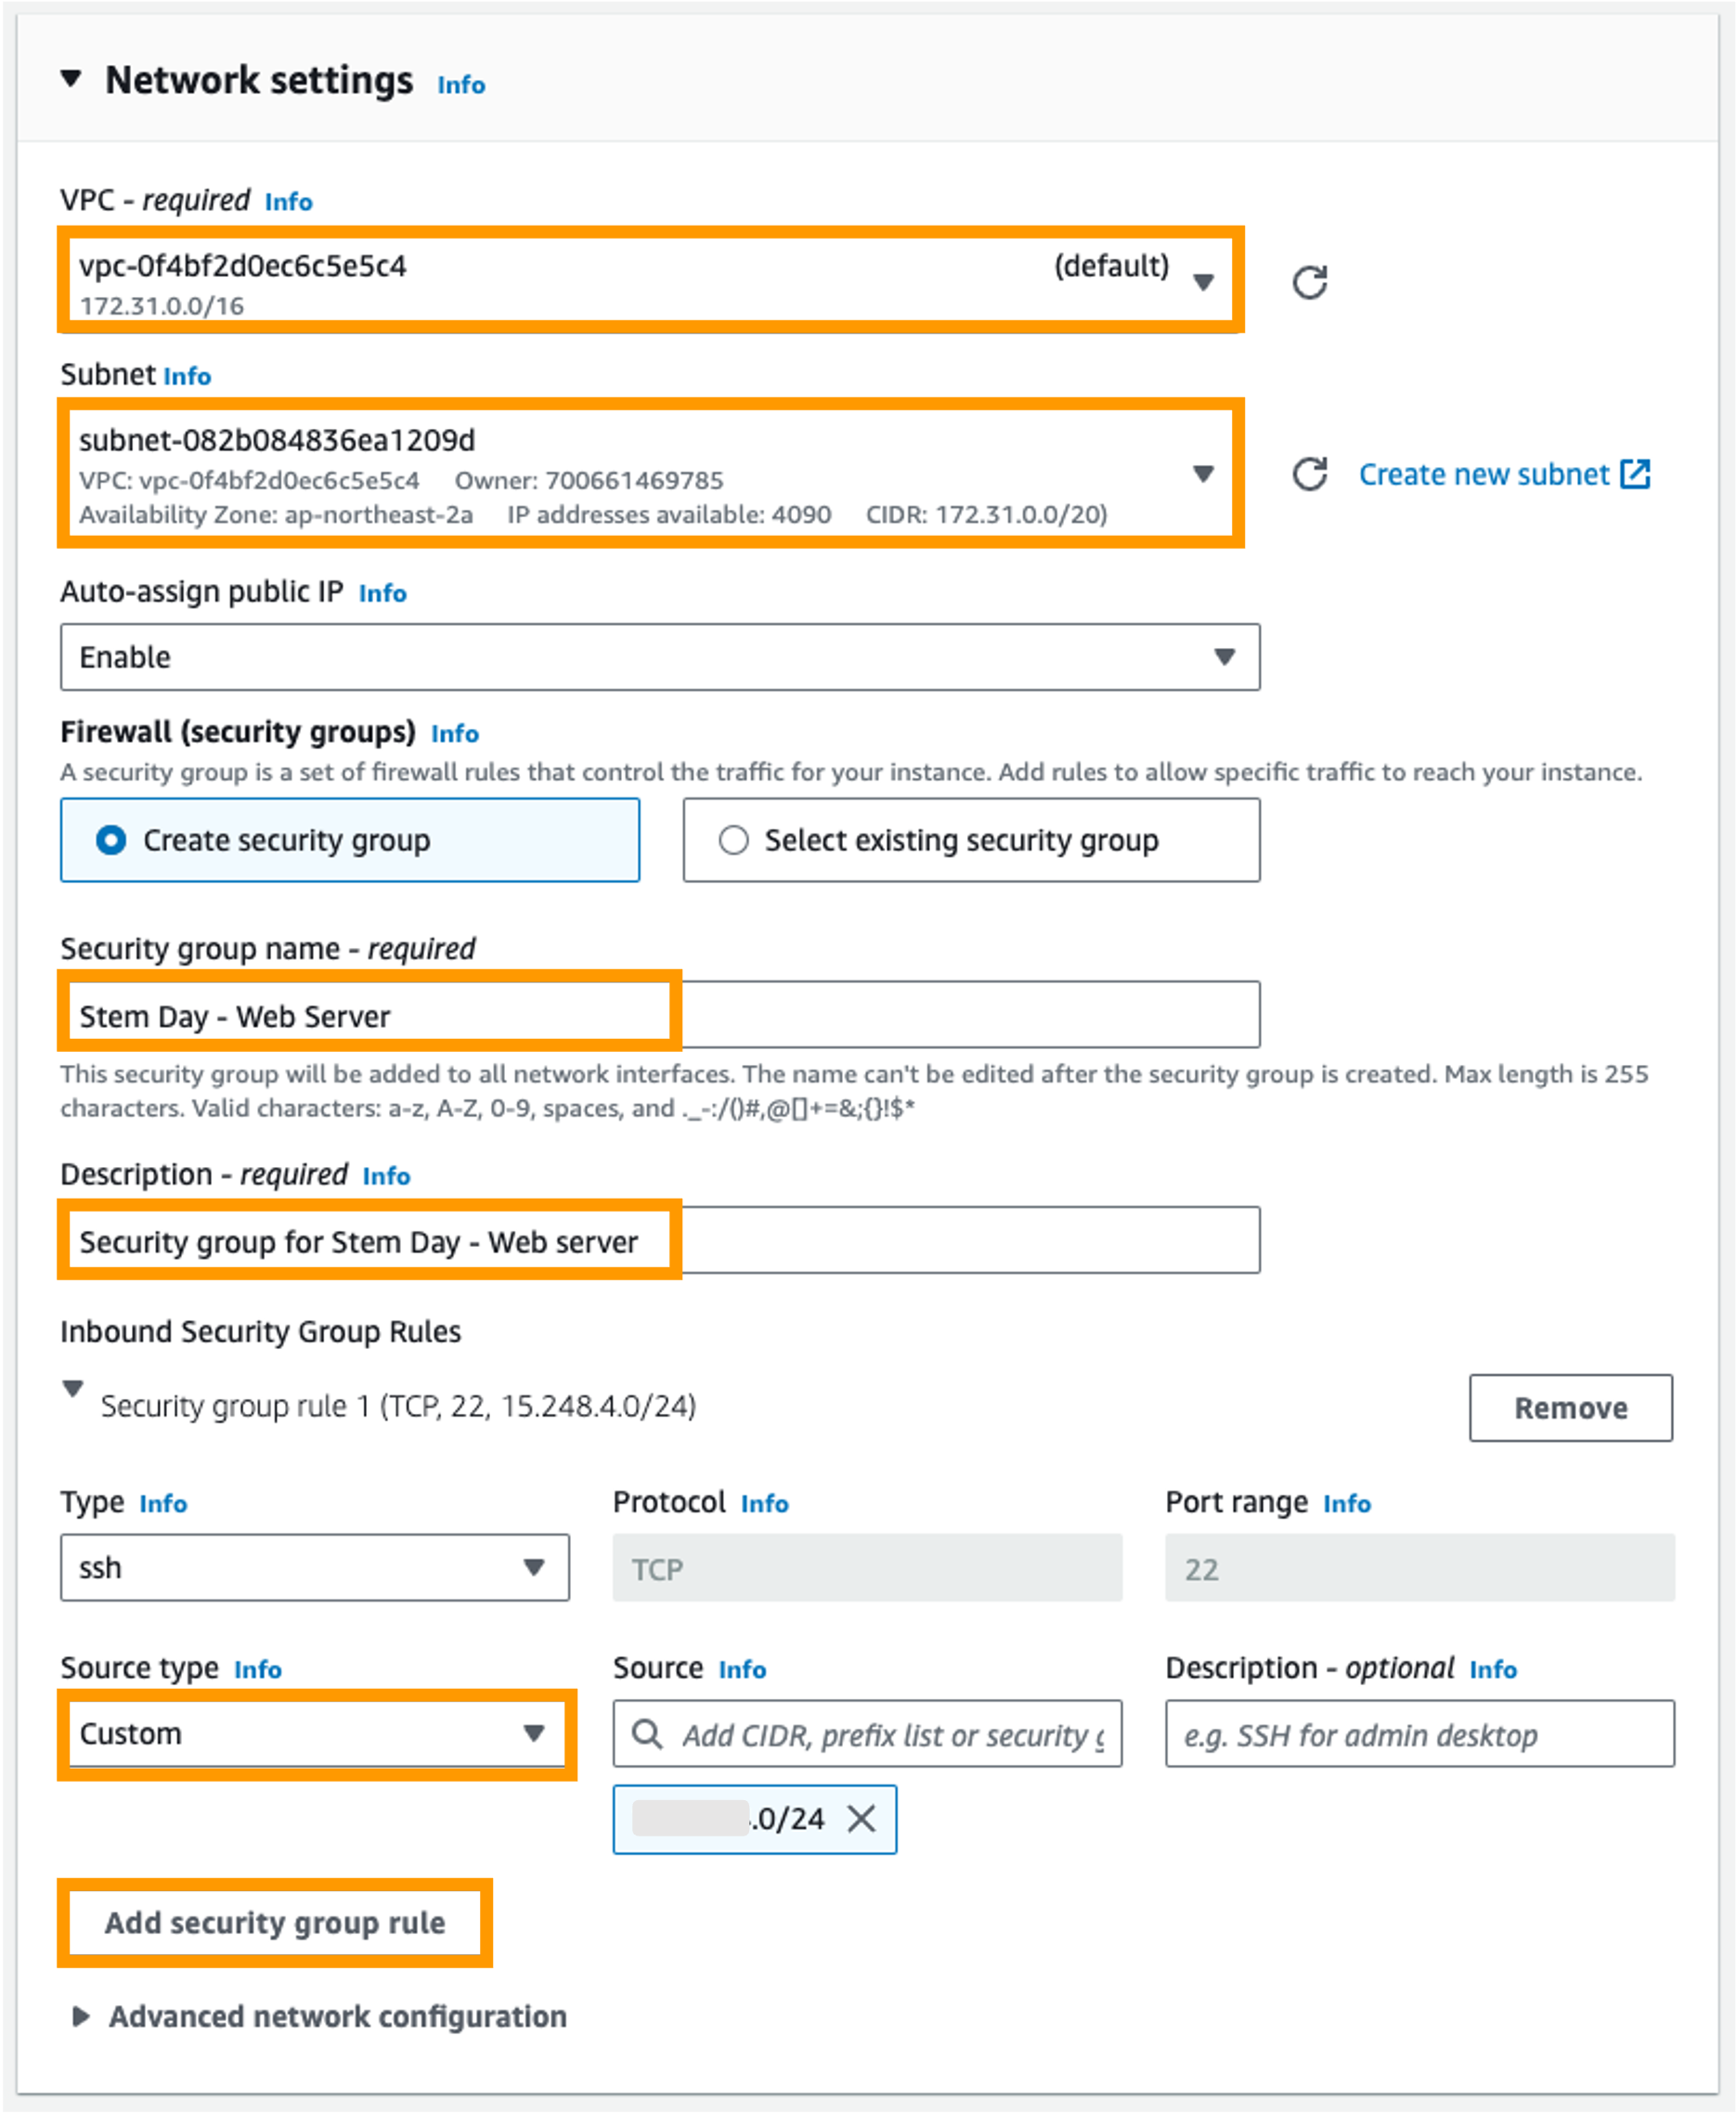 Network settings Info
VPC - required Info
vpc-0f4bf2d0ec6c5e5c4 (default)
172.31.0.0/16
Subnet Info
subnet-082b084836ea1209d
VPC: vpc-0f4bf2d0ec6c5e5c4 Owner: 700661469785
Availability Zone: ap-northeast-2a IP addresses available: 4090 CIDR: 172.31.0.0/20)
Create new subnet
Auto-assign public IP Info
Enable
Firewall (security groups) Info
A security group is a set of firewall rules that control the traffic for your instance. Add rules to allow specific traffic to reach your instance.
Create security group
Select existing security group
Security group name - required
Stem Day - Web Server
This security group will be added to all network interfaces. The name can't be edited after the security group is created. Max length is 255
characters. Valid characters: a-z, A-Z, 0-9, spaces, and ._-:/()#,@[]+=&;{}!$*
Description - required Info
Security group for Stem Day - Web server
Inbound Security Group Rules
Security group rule 1 (TCP, 22, 15.248.4.0/24)
Remove
Type Info
Protocol Info
Port range Info
ssh
TCP
22
Source type Info
Source Info
Description - optional Info
Custom
Add CIDR, prefix list or security
e.g. SSH for admin desktop
.0/24
Add security group rule
Advanced network configuration